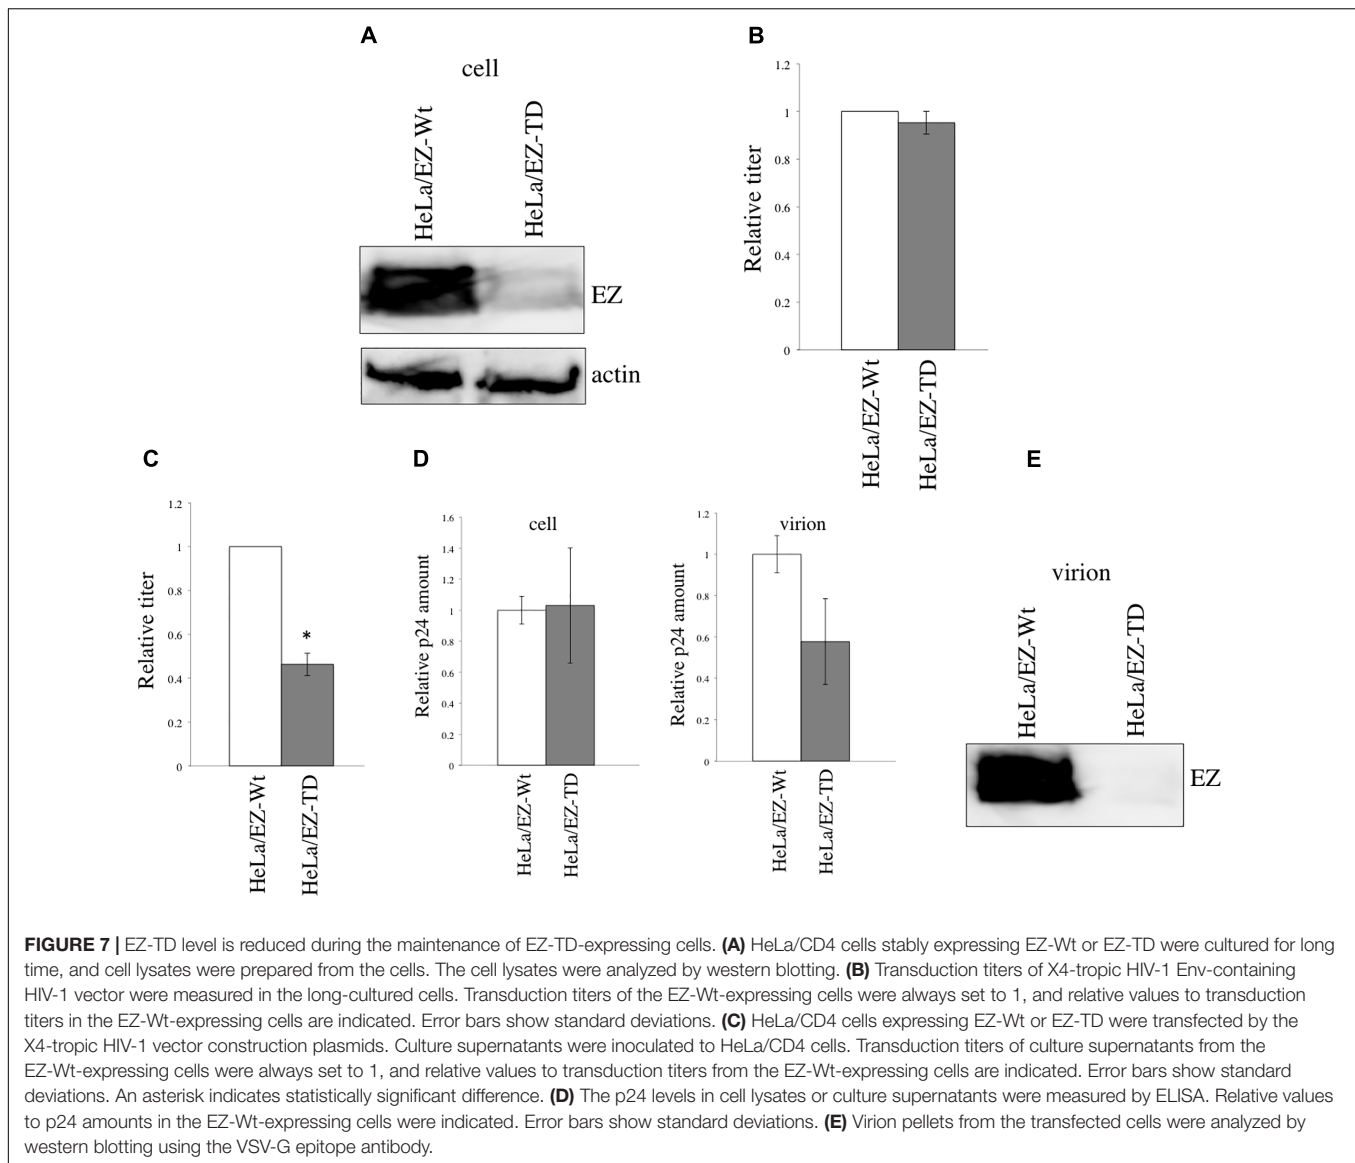 A
cell
HeLa/EZ-Wt
HeLa/EZ-TD
EZ
actin
B
1.2
1
0.8
0.6
0.4
0.2
0
Relative titer
HeLa/EZ-Wt
HeLa/EZ-TD
C
1.2
1
0.8
0.6
0.4
0.2
0
Relative titer
*
HeLa/EZ-Wt
HeLa/EZ-TD
D
cell
1.6
1.4
1.2
1
0.8
0.6
0.4
0.2
0
Relative p24 amount
HeLa/EZ-Wt
HeLa/EZ-TD
virion
1.2
1
0.8
0.6
0.4
0.2
0
Relative p24 amount
HeLa/EZ-Wt
HeLa/EZ-TD
E
virion
HeLa/EZ-Wt
HeLa/EZ-TD
EZ
FIGURE 7 | EZ-TD level is reduced during the maintenance of EZ-TD-expressing cells. (A) HeLa/CD4 cells stably expressing EZ-Wt or EZ-TD were cultured for long
time, and cell lysates were prepared from the cells. The cell lysates were analyzed by western blotting. (B) Transduction titers of X4-tropic HIV-1 Env-containing
HIV-1 vector were measured in the long-cultured cells. Transduction titers of the EZ-Wt-expressing cells were always set to 1, and relative values to transduction
titers in the EZ-Wt-expressing cells are indicated. Error bars show standard deviations. (C) HeLa/CD4 cells expressing EZ-Wt or EZ-TD were transfected by the
X4-tropic HIV-1 vector construction plasmids. Culture supernatants were inoculated to HeLa/CD4 cells. Transduction titers of culture supernatants from the
EZ-Wt-expressing cells were always set to 1, and relative values to transduction titers from the EZ-Wt-expressing cells are indicated. Error bars show standard
deviations. An asterisk indicates statistically significant difference. (D) The p24 levels in cell lysates or culture supernatants were measured by ELISA. Relative values
to p24 amounts in the EZ-Wt-expressing cells were indicated. Error bars show standard deviations. (E) Virion pellets from the transfected cells were analyzed by
western blotting using the VSV-G epitope antibody.